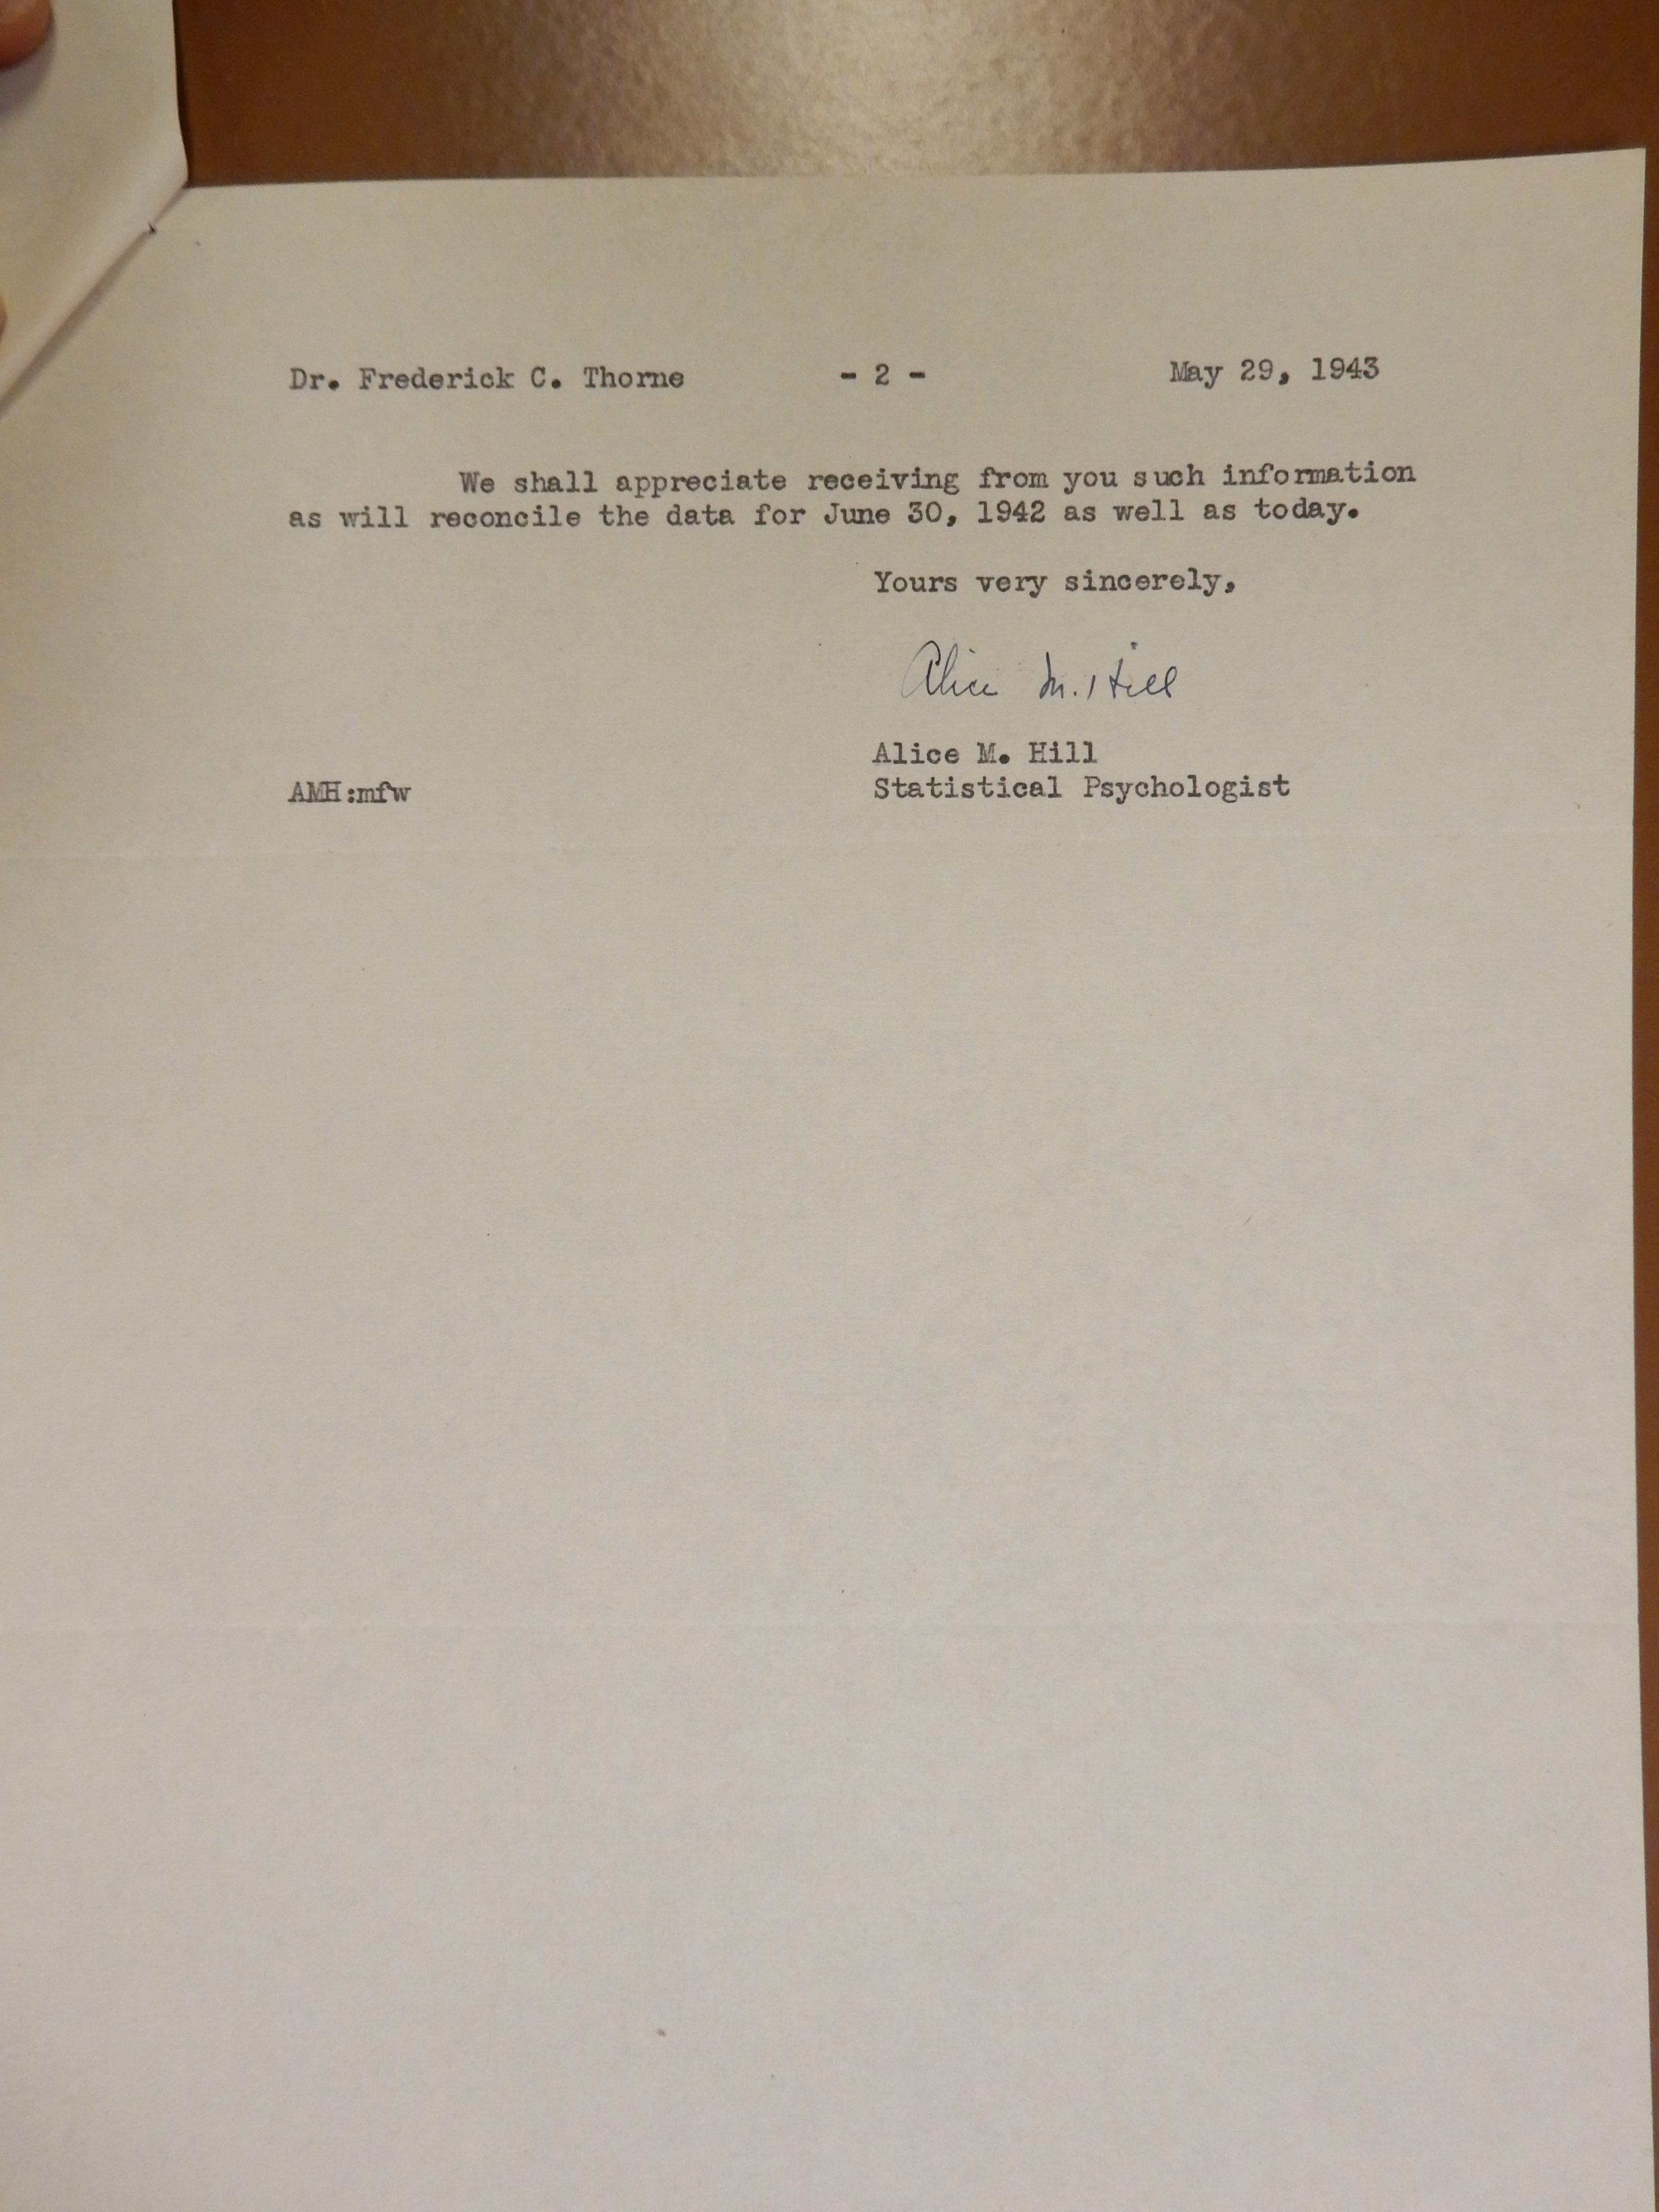 Dr. Frederick C. Thorne - 2 - May 29, 1943
We shall appreciate receiving from you such information
as will reconcile the data for June 30, 1942 as well as today.
Yours very sincerely,
Alice M. Hill
Alice M. Hill
AMH:mfw Statistical Psychologist